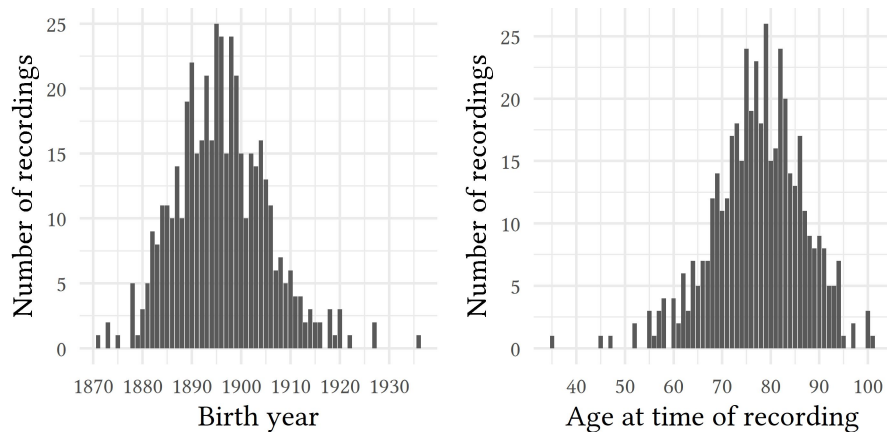 Number of recordings
25
20
15
10
5
0
1870 1880 1890 1900 1910 1920 1930
Birth year
Number of recordings
25
20
15
10
5
0
40 50 60 70 80 90 100
Age at time of recording